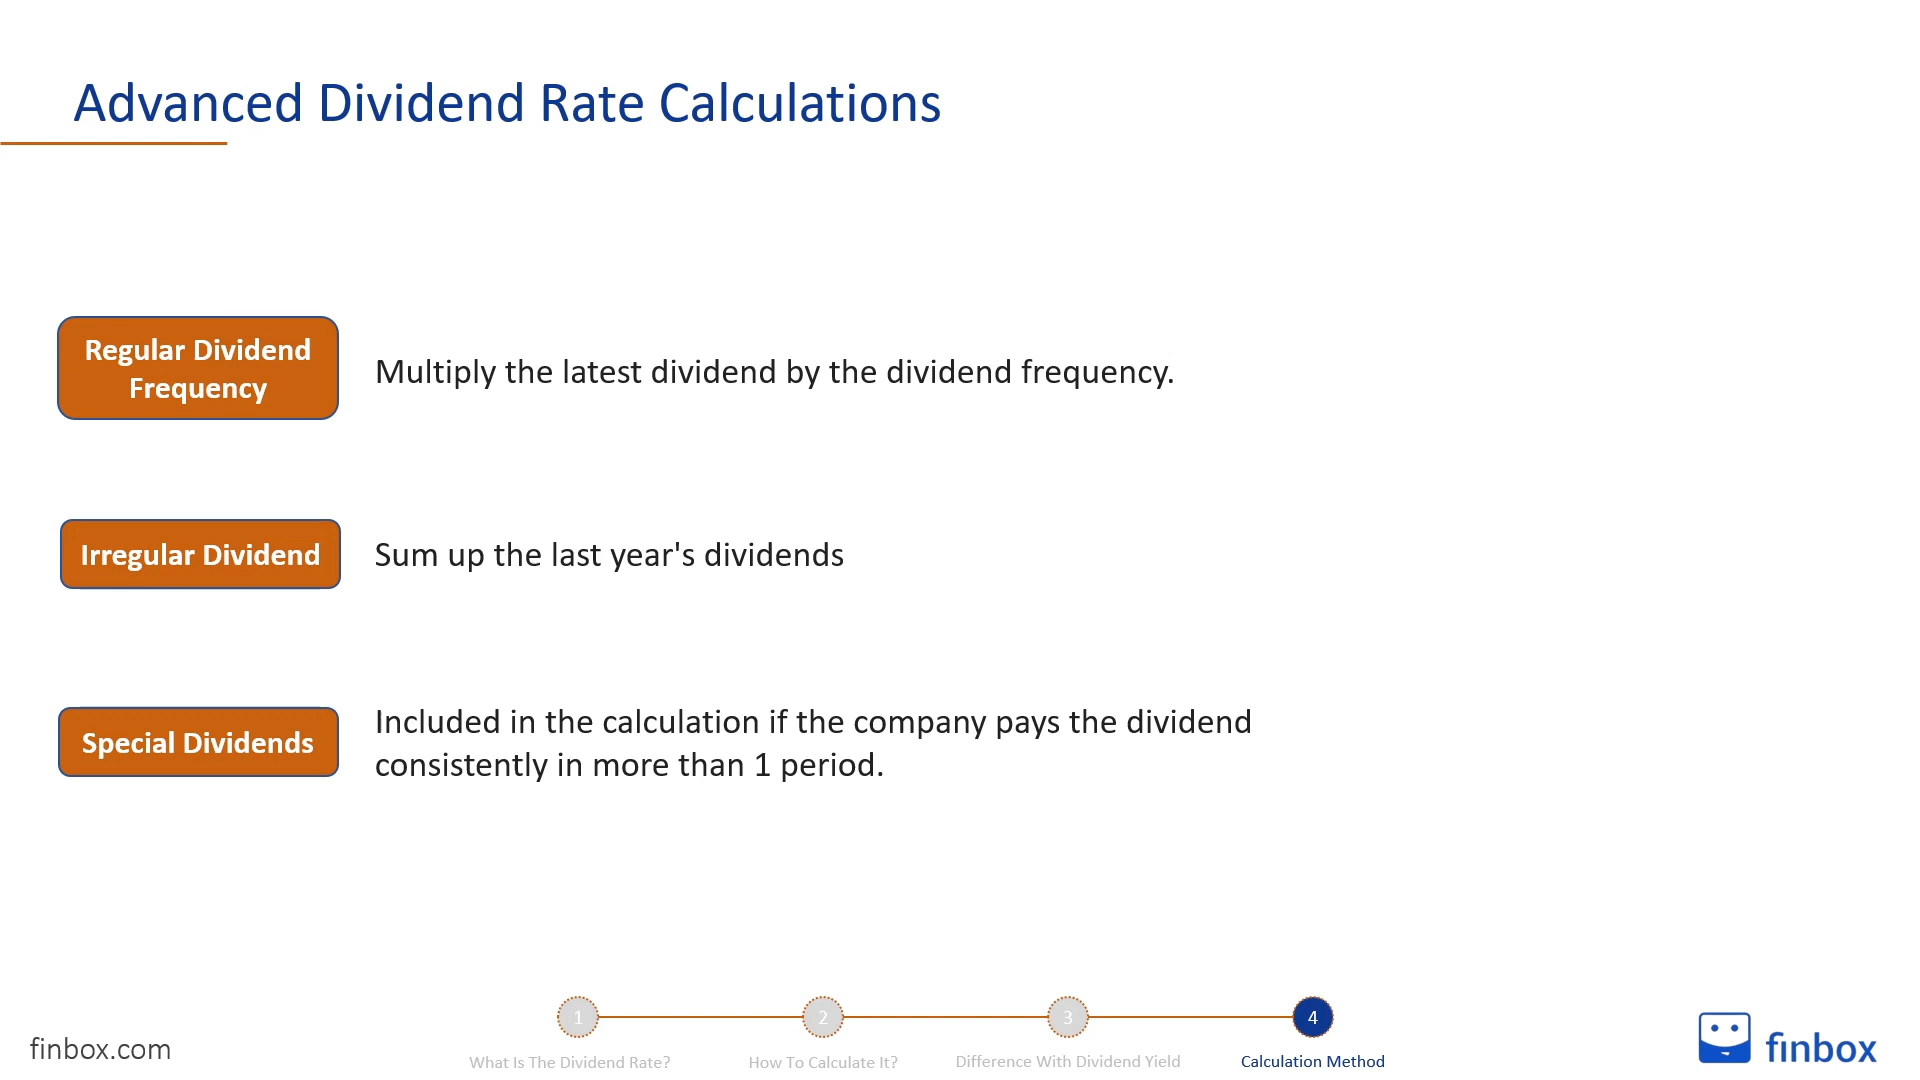 Advanced Dividend Rate Calculations
Regular Dividend
Frequency
Multiply the latest dividend by the dividend frequency.
Irregular Dividend
Sum up the last year's dividends
Special Dividends
Included in the calculation if the company pays the dividend
consistently in more than 1 period.
1
2
3
4
What Is The Dividend Rate?
How To Calculate It?
Difference With Dividend Yield
Calculation Method
finbox.com
finbox